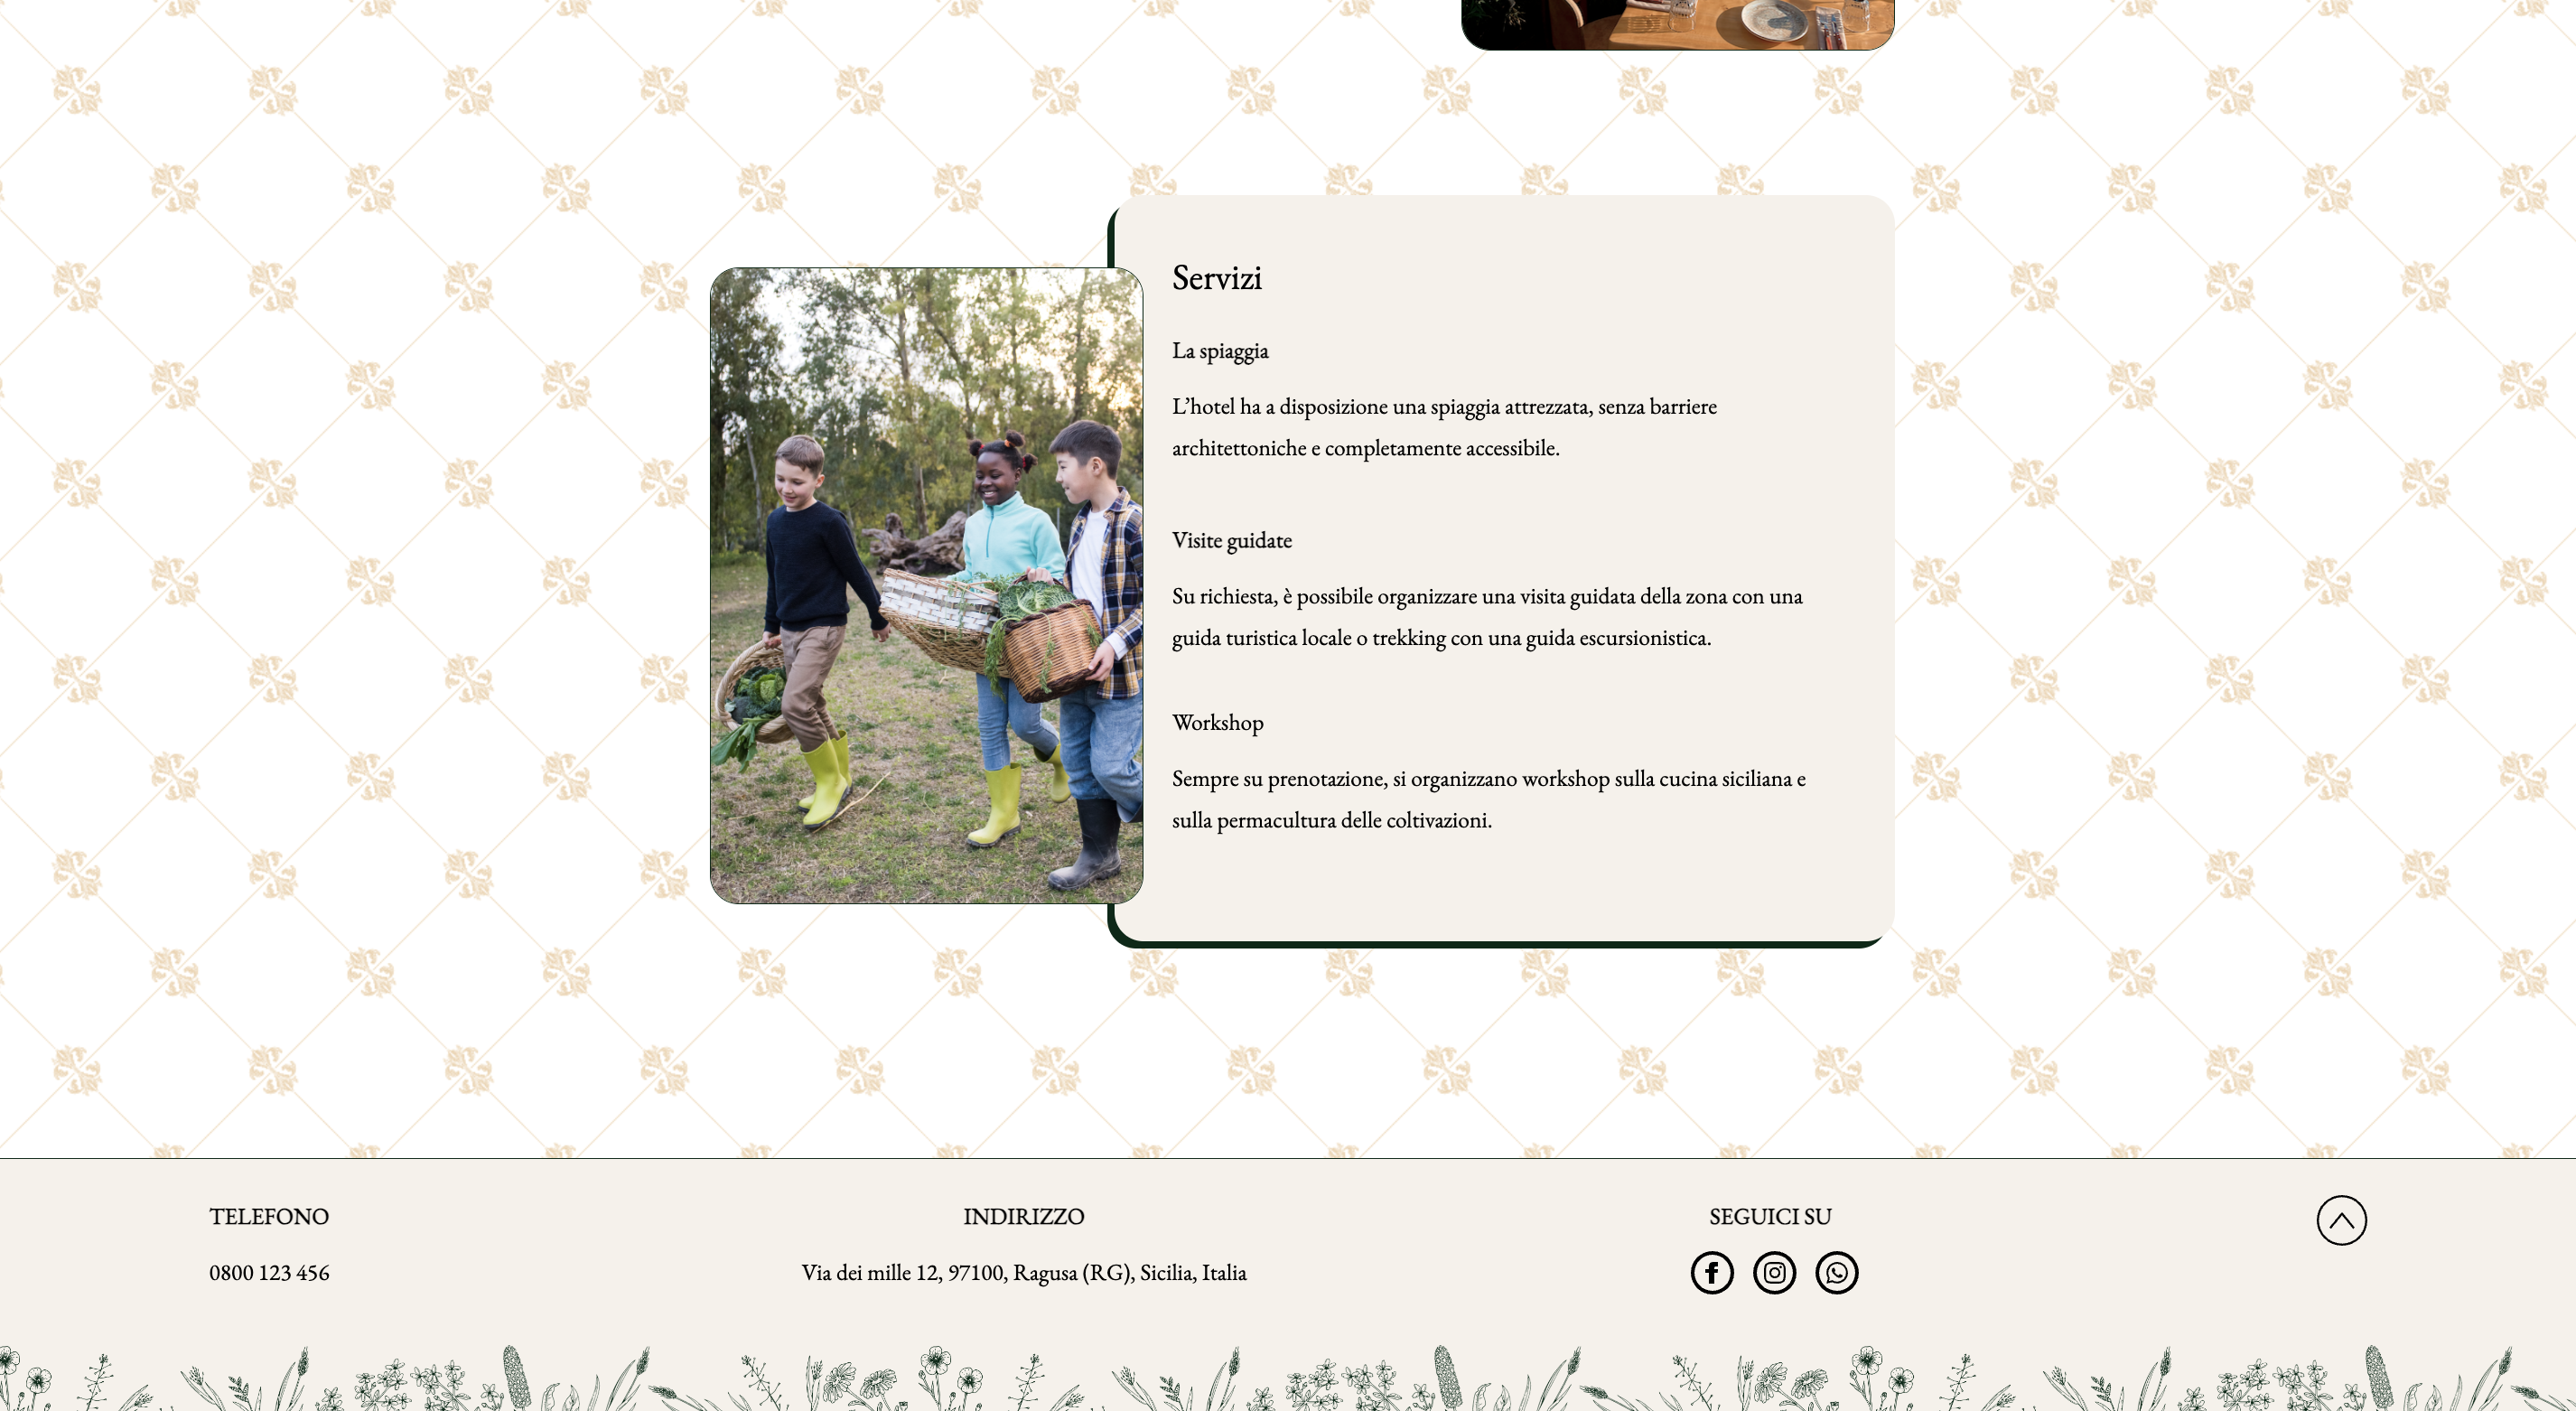 Servizi
La spiaggia
L’hotel ha a disposizione una spiaggia attrezzata, senza barriere
architettoniche e completamente accessibile.
Visite guidate
Su richiesta, è possibile organizzare una visita guidata della zona con una
guida turistica locale o trekking con una guida escursionistica.
Workshop
Sempre su prenotazione, si organizzano workshop sulla cucina siciliana e
sulla permacultura delle coltivazioni.
TELEFONO
0800 123 456
INDIRIZZO
Via dei mille 12, 97100, Ragusa (RG), Sicilia, Italia
SEGUICI SU